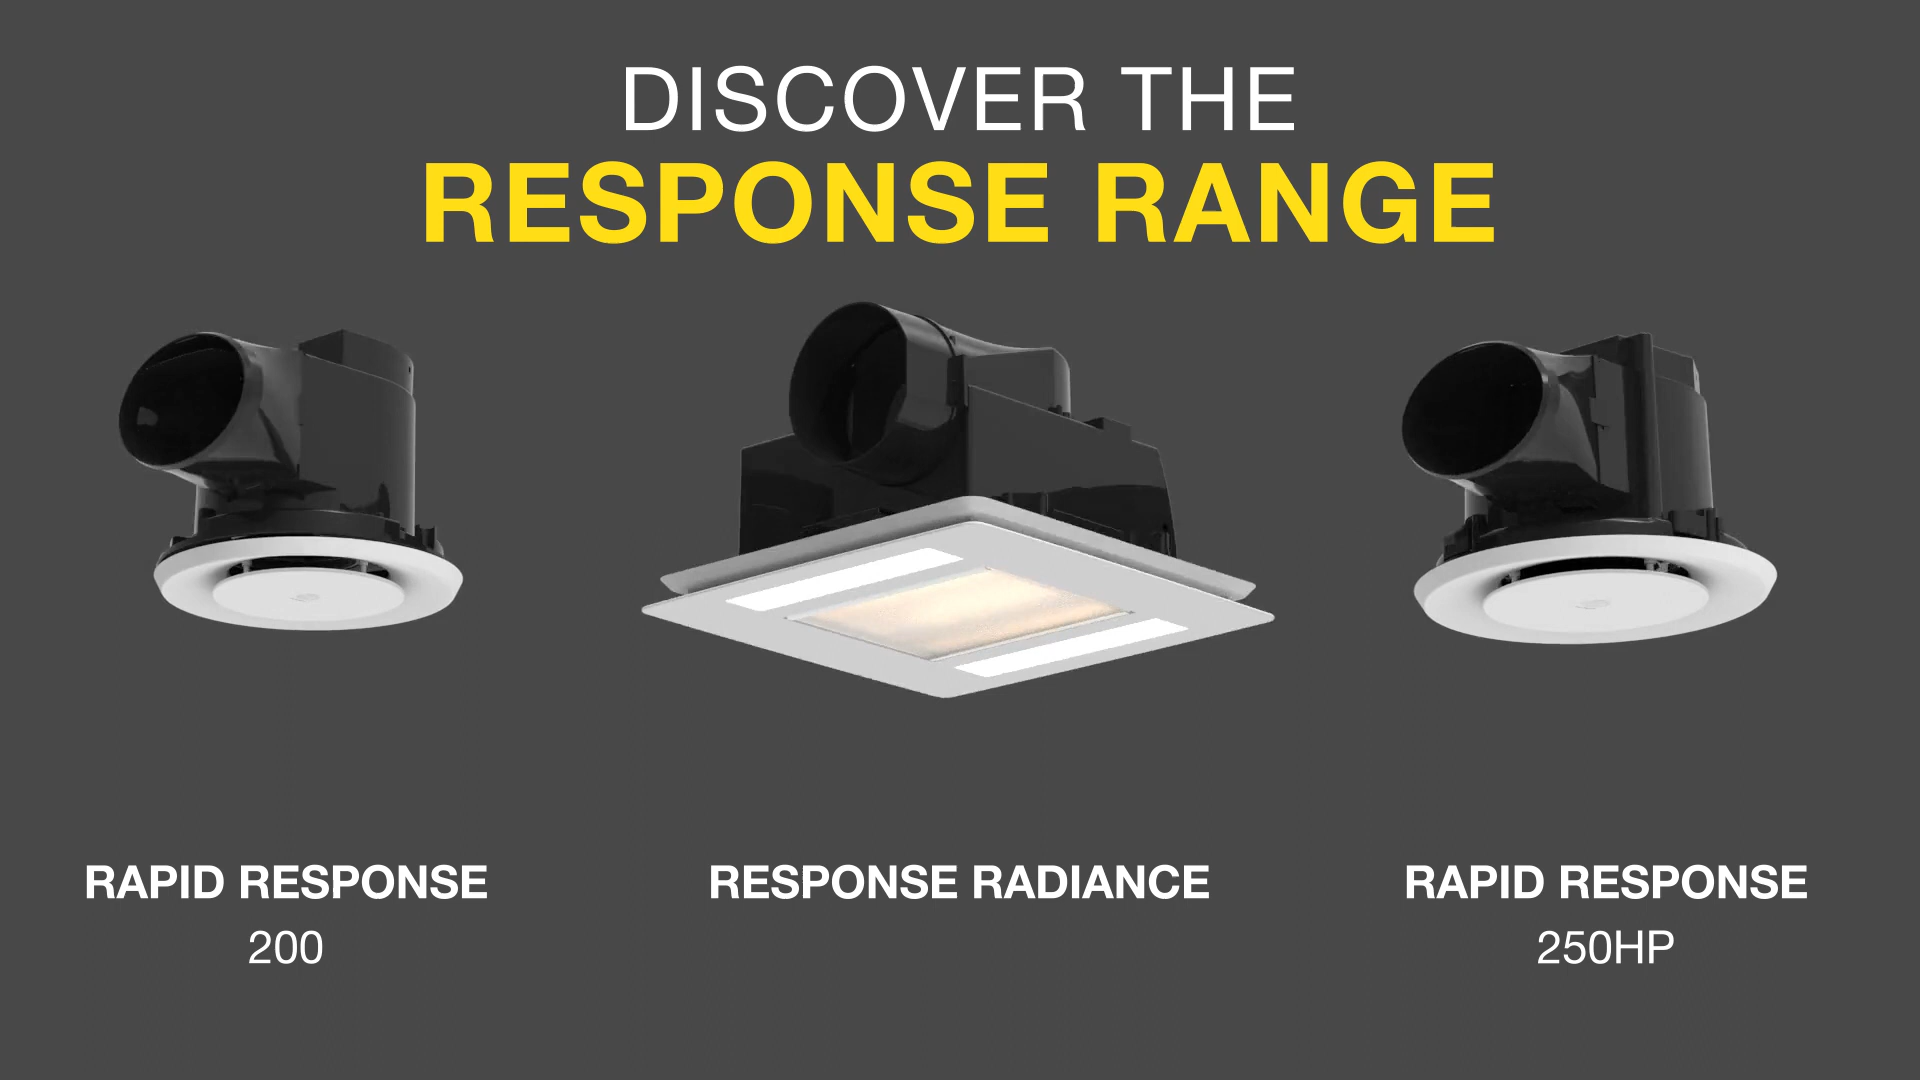 DISCOVER THE
RESPONSE RANGE
RAPID RESPONSE
200
RESPONSE RADIANCE
RAPID RESPONSE
250HP